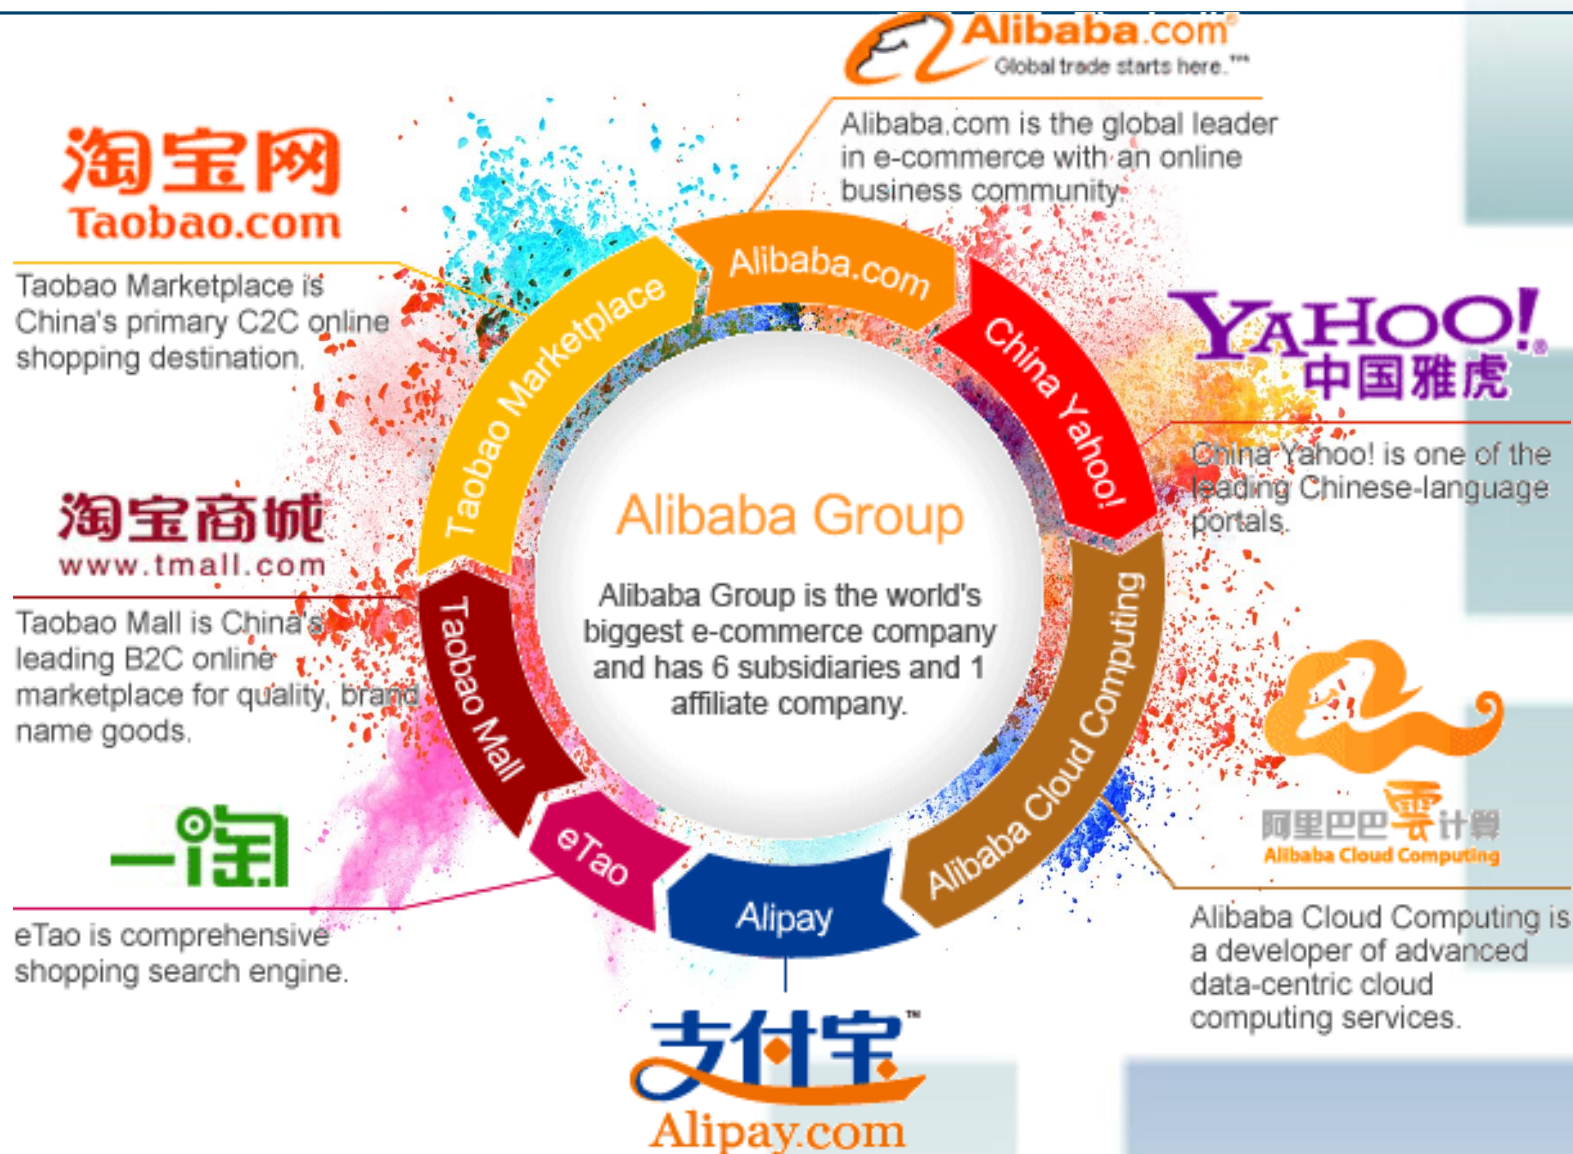 Alibaba.com®
Global trade starts here.™
Alibaba.com is the global leader
in e-commerce with an online
business community.
淘宝网
Taobao.com
Taobao Marketplace is
China's primary C2C online
shopping destination.
YAHOO!®
中国雅虎
China Yahoo! is one of the
leading Chinese-language
portals.
淘宝商城
www.tmall.com
Taobao Mall is China's
leading B2C online
marketplace for quality, brand
name goods.
一淘
eTao is comprehensive
shopping search engine.
阿里巴巴雲计算
Alibaba Cloud Computing
Alibaba Cloud Computing is
a developer of advanced
data-centric cloud
computing services.
支付宝™
Alipay.com
Alibaba.com
China Yahoo!
Alibaba Cloud Computing
Alipay
eTao
Taobao Mall
Taobao Marketplace
Alibaba Group
Alibaba Group is the world's
biggest e-commerce company
and has 6 subsidiaries and 1
affiliate company.